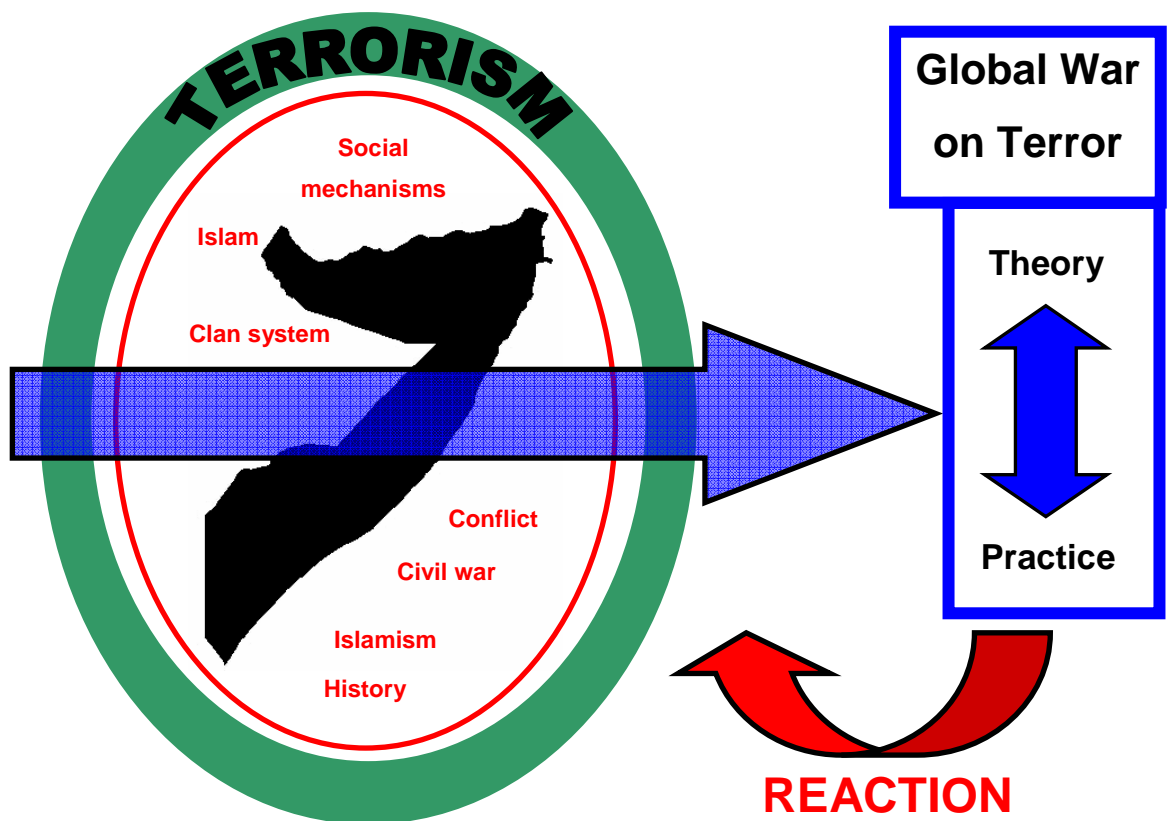 TERRORISM
Social
mechanisms
Islam
Clan system
Conflict
Civil war
Islamism
History
Global War
on Terror
Theory
Practice
REACTION